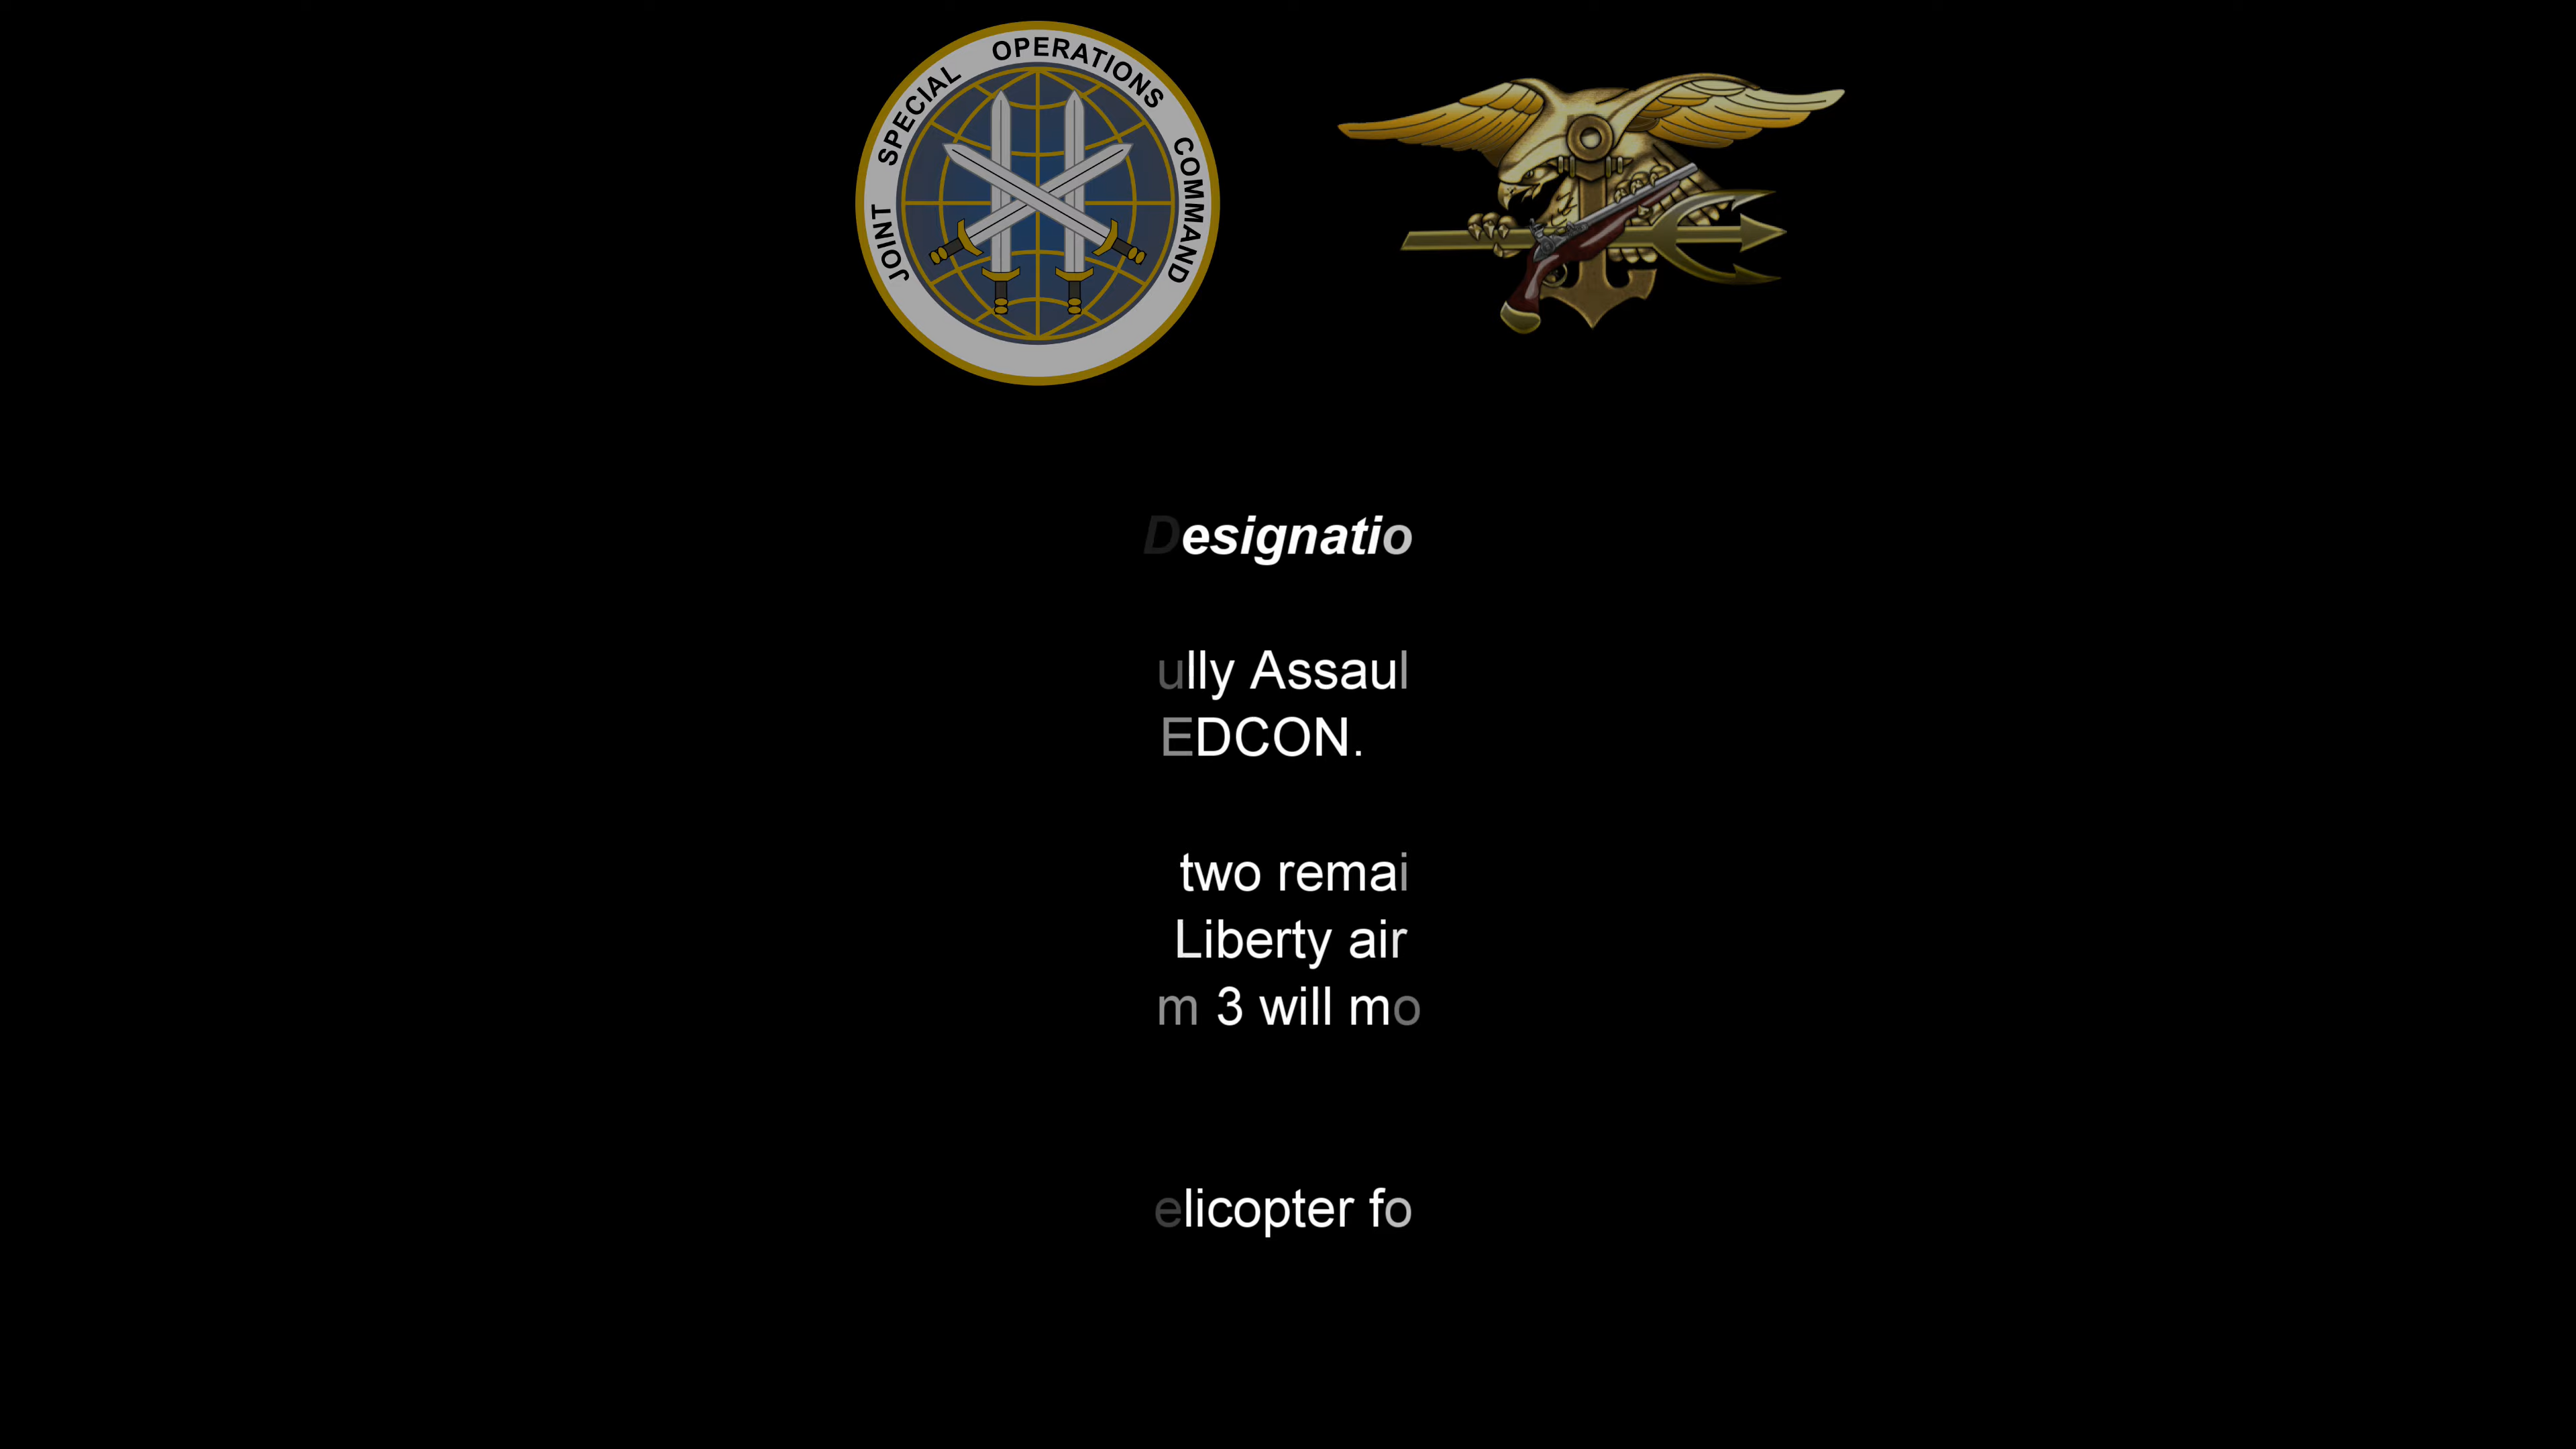 JOINT SPECIAL OPERATIONS COMMAND
Designatio
ully Assaul
EDCON.
two remai
Liberty air
m 3 will mo
elicopter fo